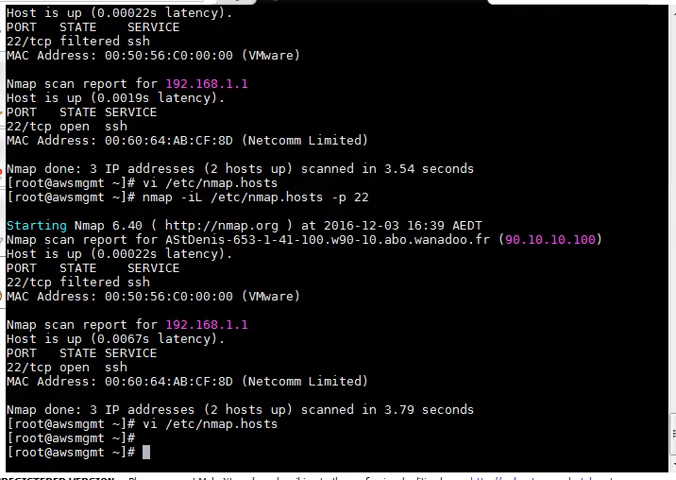 Host is up (0.00022s latency).
PORT   STATE    SERVICE
22/tcp filtered ssh
MAC Address: 00:50:56:C0:00:00 (VMware)
Nmap scan report for 192.168.1.1
Host is up (0.0019s latency).
PORT   STATE SERVICE
22/tcp open  ssh
MAC Address: 00:60:64:AB:CF:8D (Netcomm Limited)
Nmap done: 3 IP addresses (2 hosts up) scanned in 3.54 seconds
[root@awsmgmt ~]# vi /etc/nmap.hosts
[root@awsmgmt ~]# nmap -iL /etc/nmap.hosts -p 22
Starting Nmap 6.40 ( http://nmap.org ) at 2016-12-03 16:39 AEDT
Nmap scan report for AStDenis-653-1-41-100.w90-10.abo.wanadoo.fr (90.10.10.100)
Host is up (0.00022s latency).
PORT   STATE    SERVICE
22/tcp filtered ssh
MAC Address: 00:50:56:C0:00:00 (VMware)
Nmap scan report for 192.168.1.1
Host is up (0.0067s latency).
PORT   STATE SERVICE
22/tcp open  ssh
MAC Address: 00:60:64:AB:CF:8D (Netcomm Limited)
Nmap done: 3 IP addresses (2 hosts up) scanned in 3.79 seconds
[root@awsmgmt ~]# vi /etc/nmap.hosts
[root@awsmgmt ~]#
[root@awsmgmt ~]#